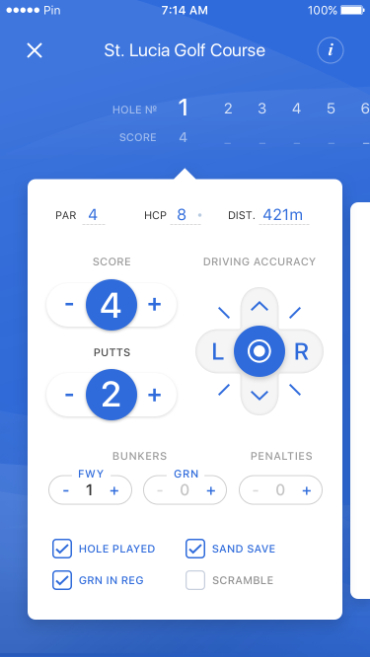 Pin 7:14 AM 100%
St. Lucia Golf Course i
HOLE Nº 1 2 3 4 5 6
SCORE 4 _ _ _ _ _
PAR 4 HCP 8 DIST. 421m
SCORE DRIVING ACCURACY
- 4 +
L R
PUTTS
- 2 +
BUNKERS PENALTIES
FWY GRN
- 1 + - 0 + - 0 +
HOLE PLAYED SAND SAVE
GRN IN REG SCRAMBLE